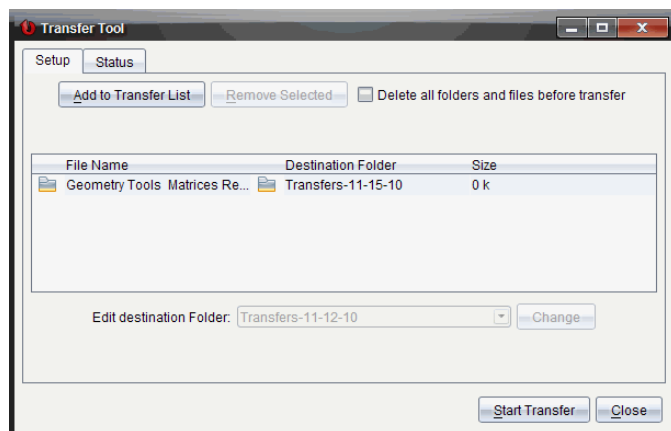 Transfer Tool
Setup Status
Add to Transfer List Remove Selected Delete all folders and files before transfer
File Name Destination Folder Size
Geometry Tools Matrices Re... Transfers-11-15-10 0 k
Edit destination Folder: Transfers-11-12-10 Change
Start Transfer Close